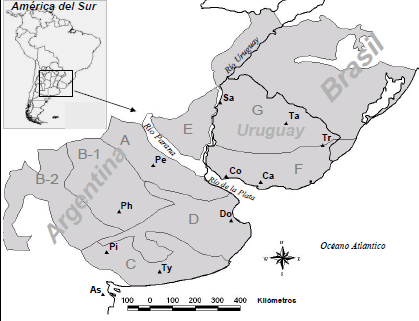 América del Sur
Río Uruguay
Brasil
Sa
G
Ta
Uruguay
Tr
A
Río Paraná
E
B-1
Pe
Co
Ca
F
B-2
Río de la Plata
Argentina
Ph
D
Do
Pi
C
Ty
As
Océano Atlántico
100 0 100 200 300 400 Kilómetros